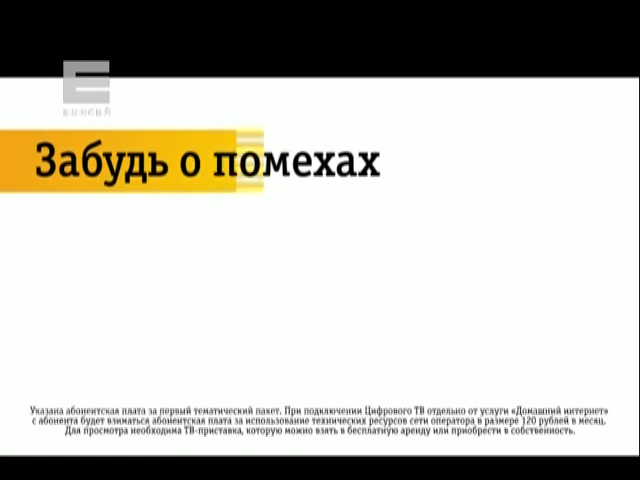 Забудь о помехах
Указана абонентская плата за первый тематический пакет. При подключении Цифрового ТВ отдельно от услуги «Домашний интернет»
с абонента будет взиматься абонентская плата за использование технических ресурсов сети оператора в размере 120 рублей в месяц.
Для просмотра необходима ТВ-приставка, которую можно взять в бесплатную аренду или приобрести в собственность.